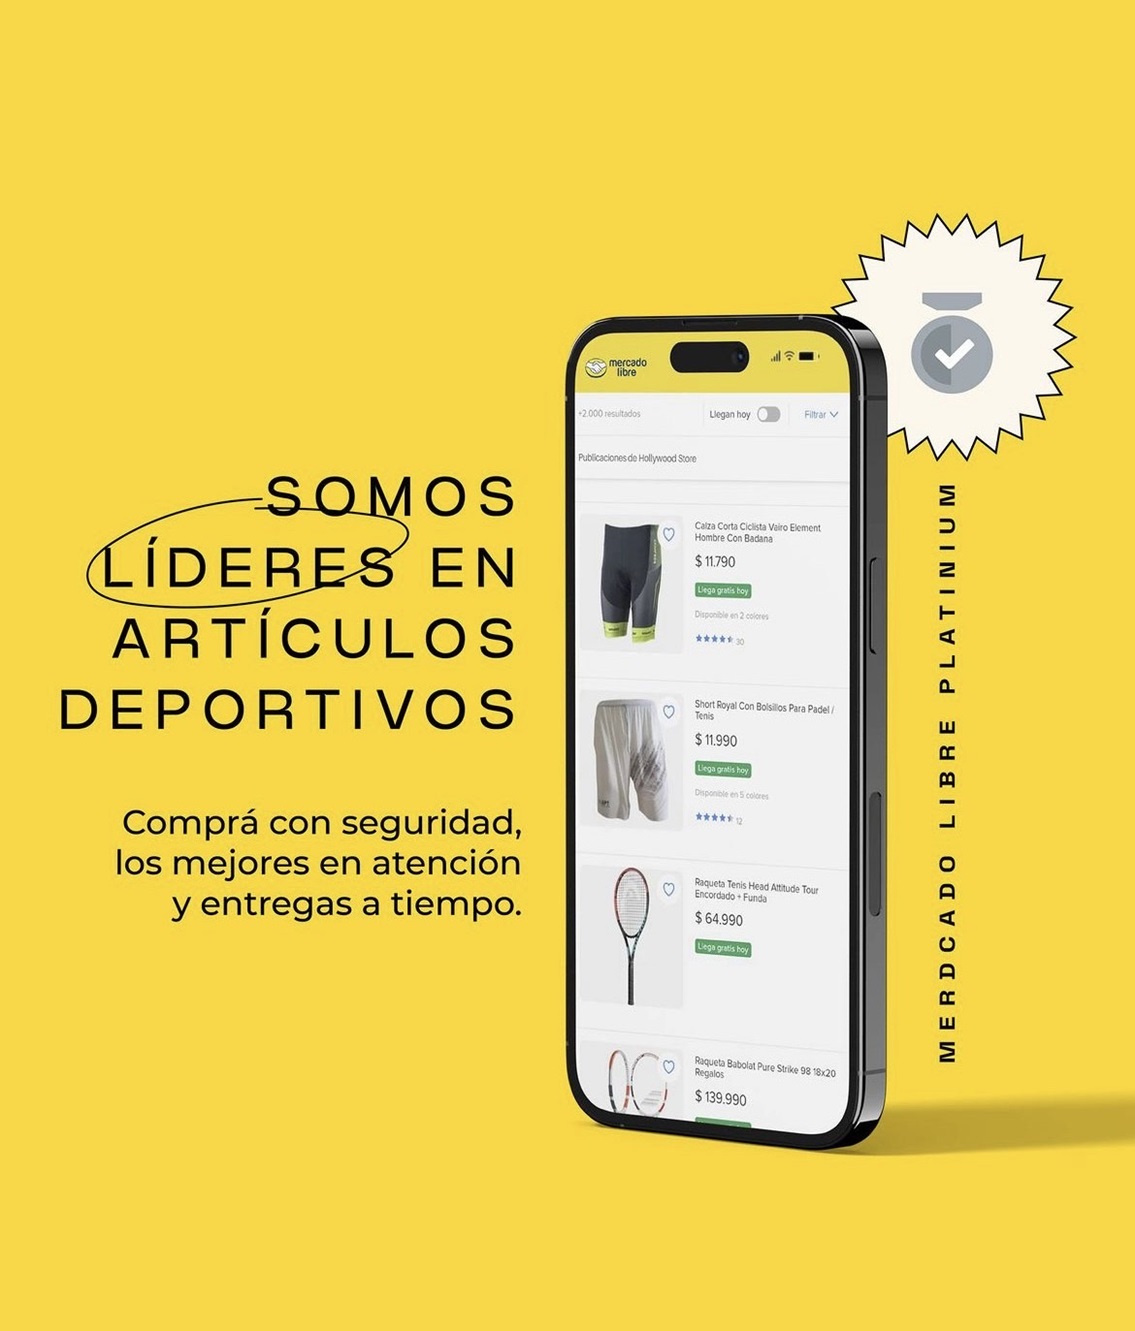 SOMOS
LÍDERES EN
ARTÍCULOS
DEPORTIVOS
Comprá con seguridad,
los mejores en atención
y entregas a tiempo.
mercado
libre
+2.000 resultados
Llegan hoy
Filtrar
Publicaciones de Hollywood Store
Calza Corta Ciclista Vairo Element
Hombre Con Badana
$ 11.790
Llega gratis hoy
Disponible en 2 colores
30
Short Royal Con Bolsillos Para Padel /
Tenis
$ 11.990
Llega gratis hoy
Disponible en 5 colores
12
Raqueta Tenis Head Attitude Tour
Encordado + Funda
$ 64.990
Llega gratis hoy
Raqueta Babolat Pure Strike 98 18x20
Regalos
$ 139.990
MERDCADO LIBRE PLATINIUM